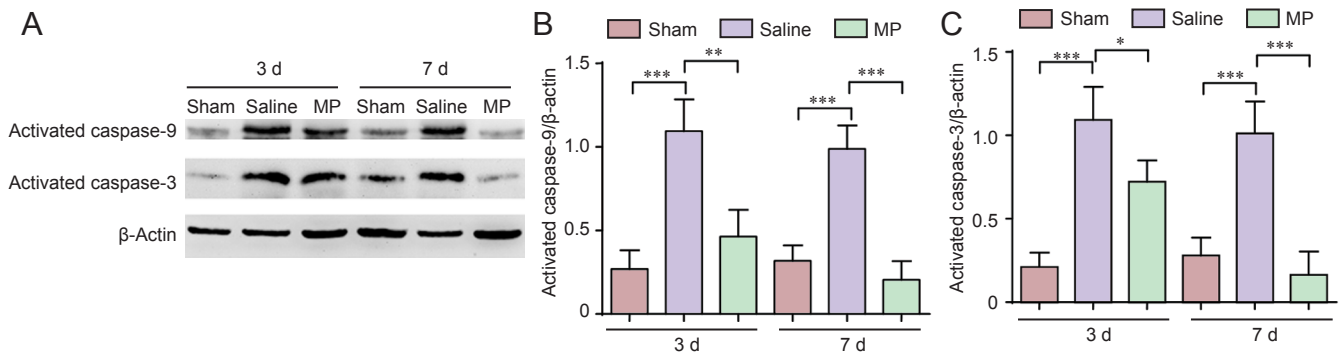 A
3 d 7 d
Sham Saline MP Sham Saline MP
Activated caspase-9
Activated caspase-3
β-Actin
B
Sham Saline MP
Activated caspase-9/β-actin
1.5
1.0
0.5
0
*** ** *** ***
3 d 7 d
C
Sham Saline MP
Activated caspase-3/β-actin
1.5
1.0
0.5
0
*** * *** ***
3 d 7 d